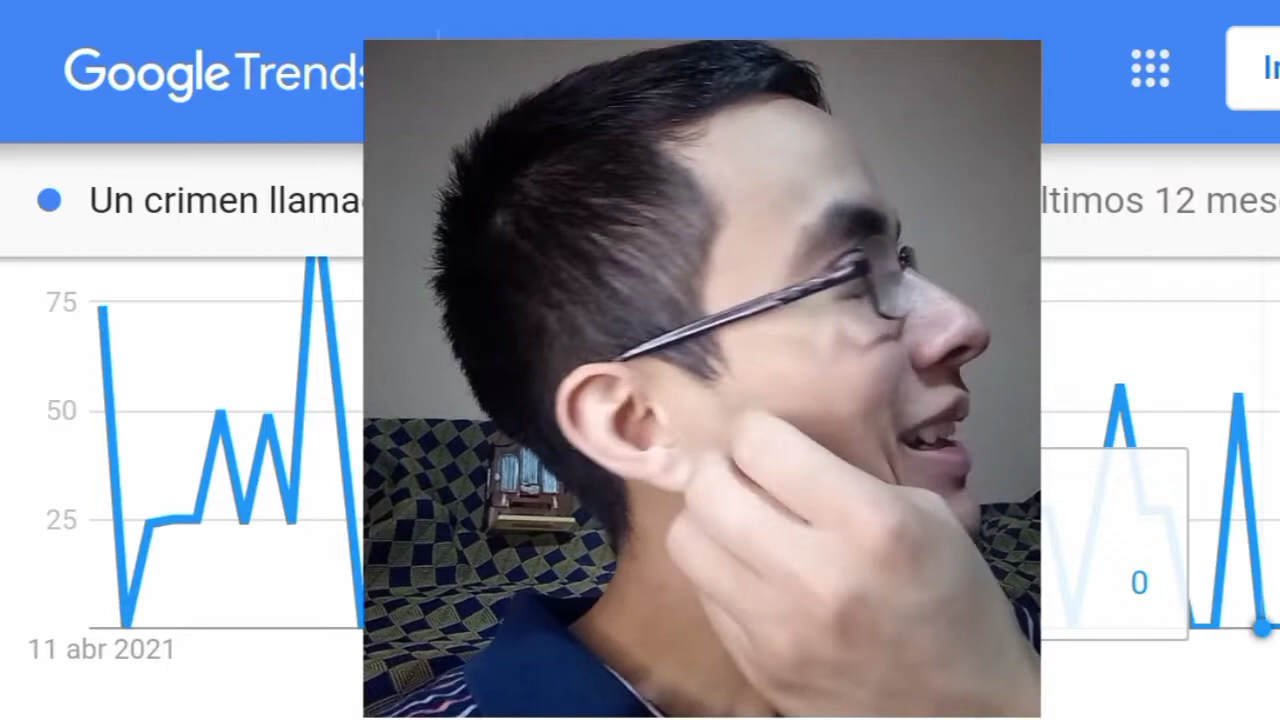 Google Trends
Un crimen llama
ltimos 12 mes
75
50
25
0
11 abr 2021